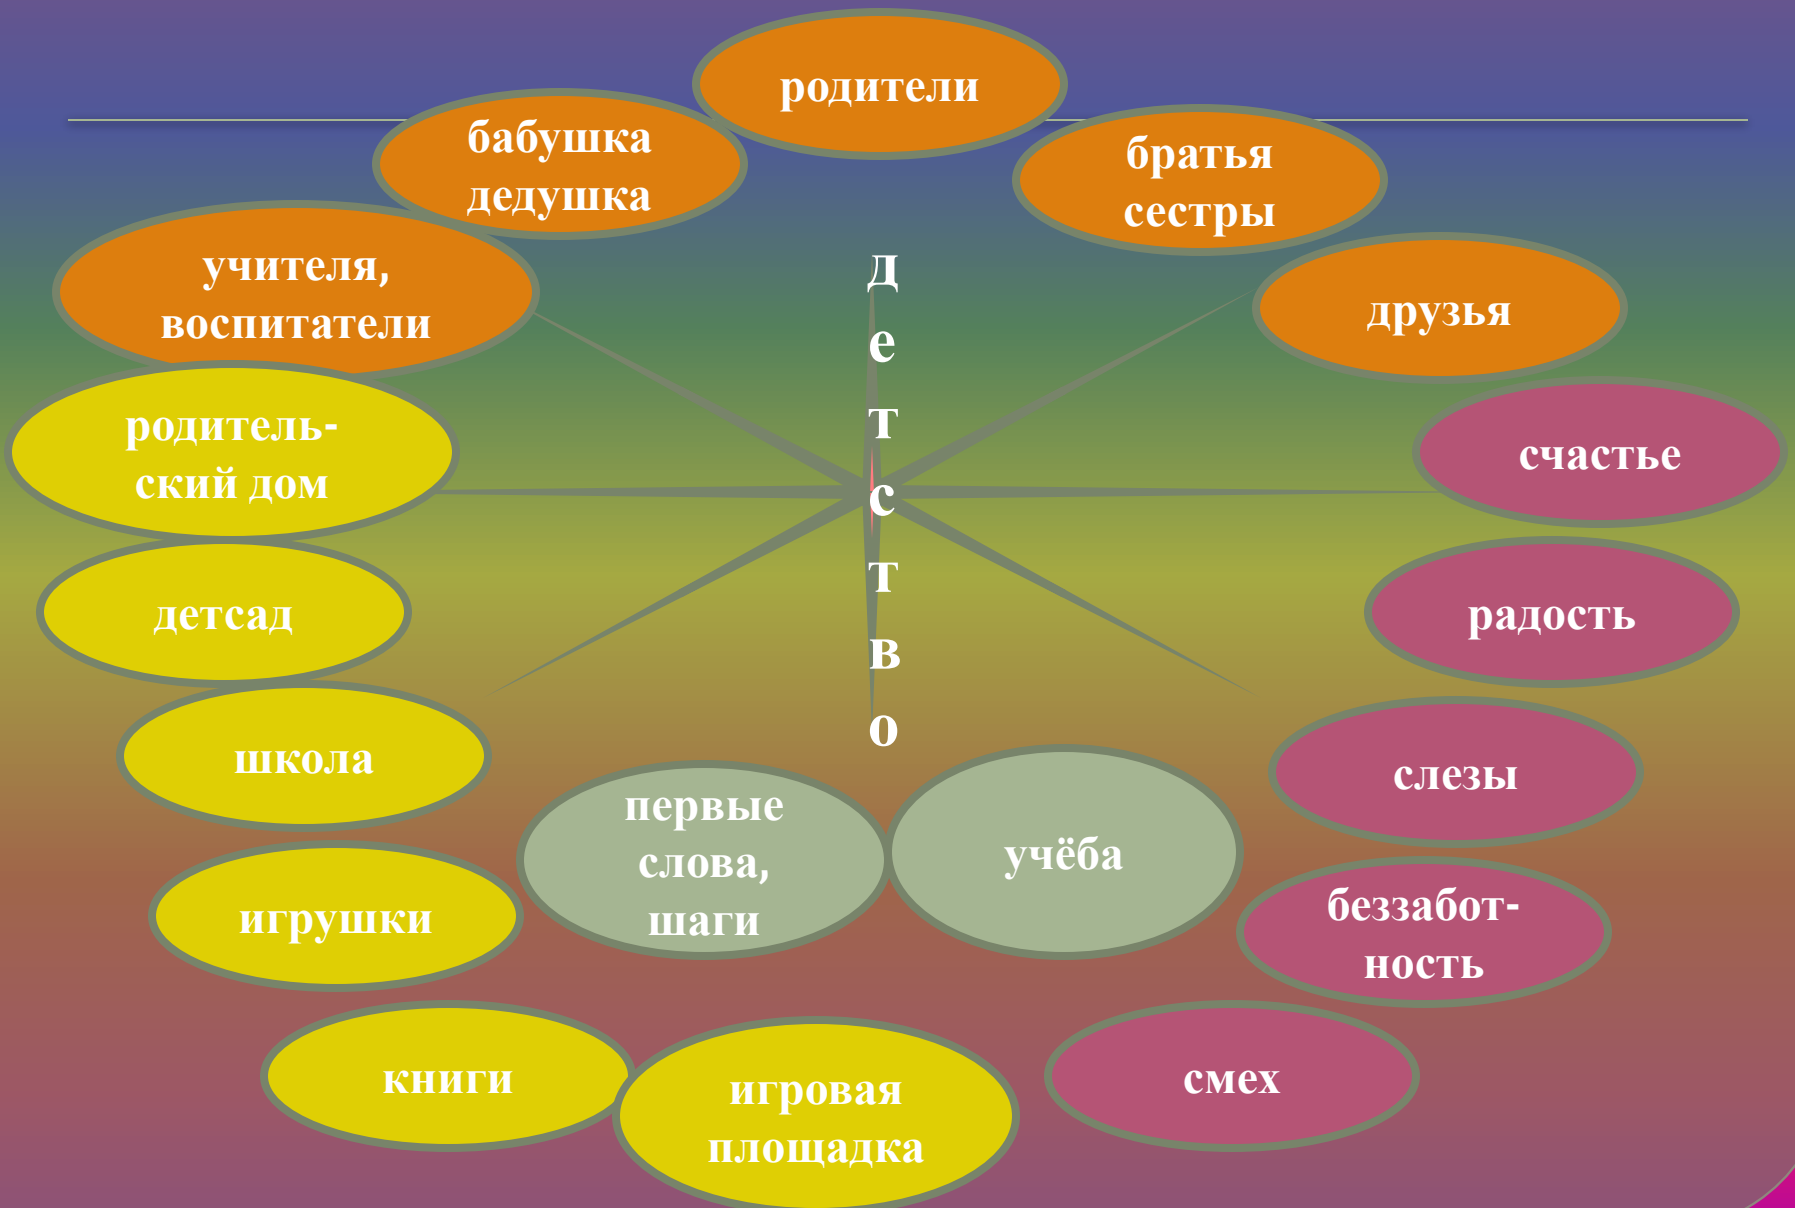 родители
бабушка
дедушка
братья
сестры
учителя,
воспитатели
друзья
д
е
т
с
т
в
о
родитель-
ский дом
счастье
детсад
радость
школа
слезы
первые
слова,
шаги
учёба
игрушки
беззабот-
ность
книги
игровая
площадка
смех